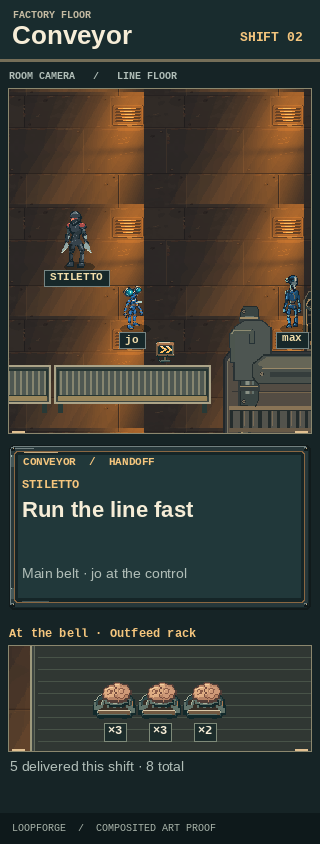 FACTORY FLOOR
Conveyor
SHIFT 02
ROOM CAMERA / LINE FLOOR
STILETTO
jo
max
CONVEYOR / HANDOFF
STILETTO
Run the line fast
Main belt · jo at the control
At the bell · Outfeed rack
×3
×3
×2
5 delivered this shift · 8 total
LOOPFORGE / COMPOSITED ART PROOF